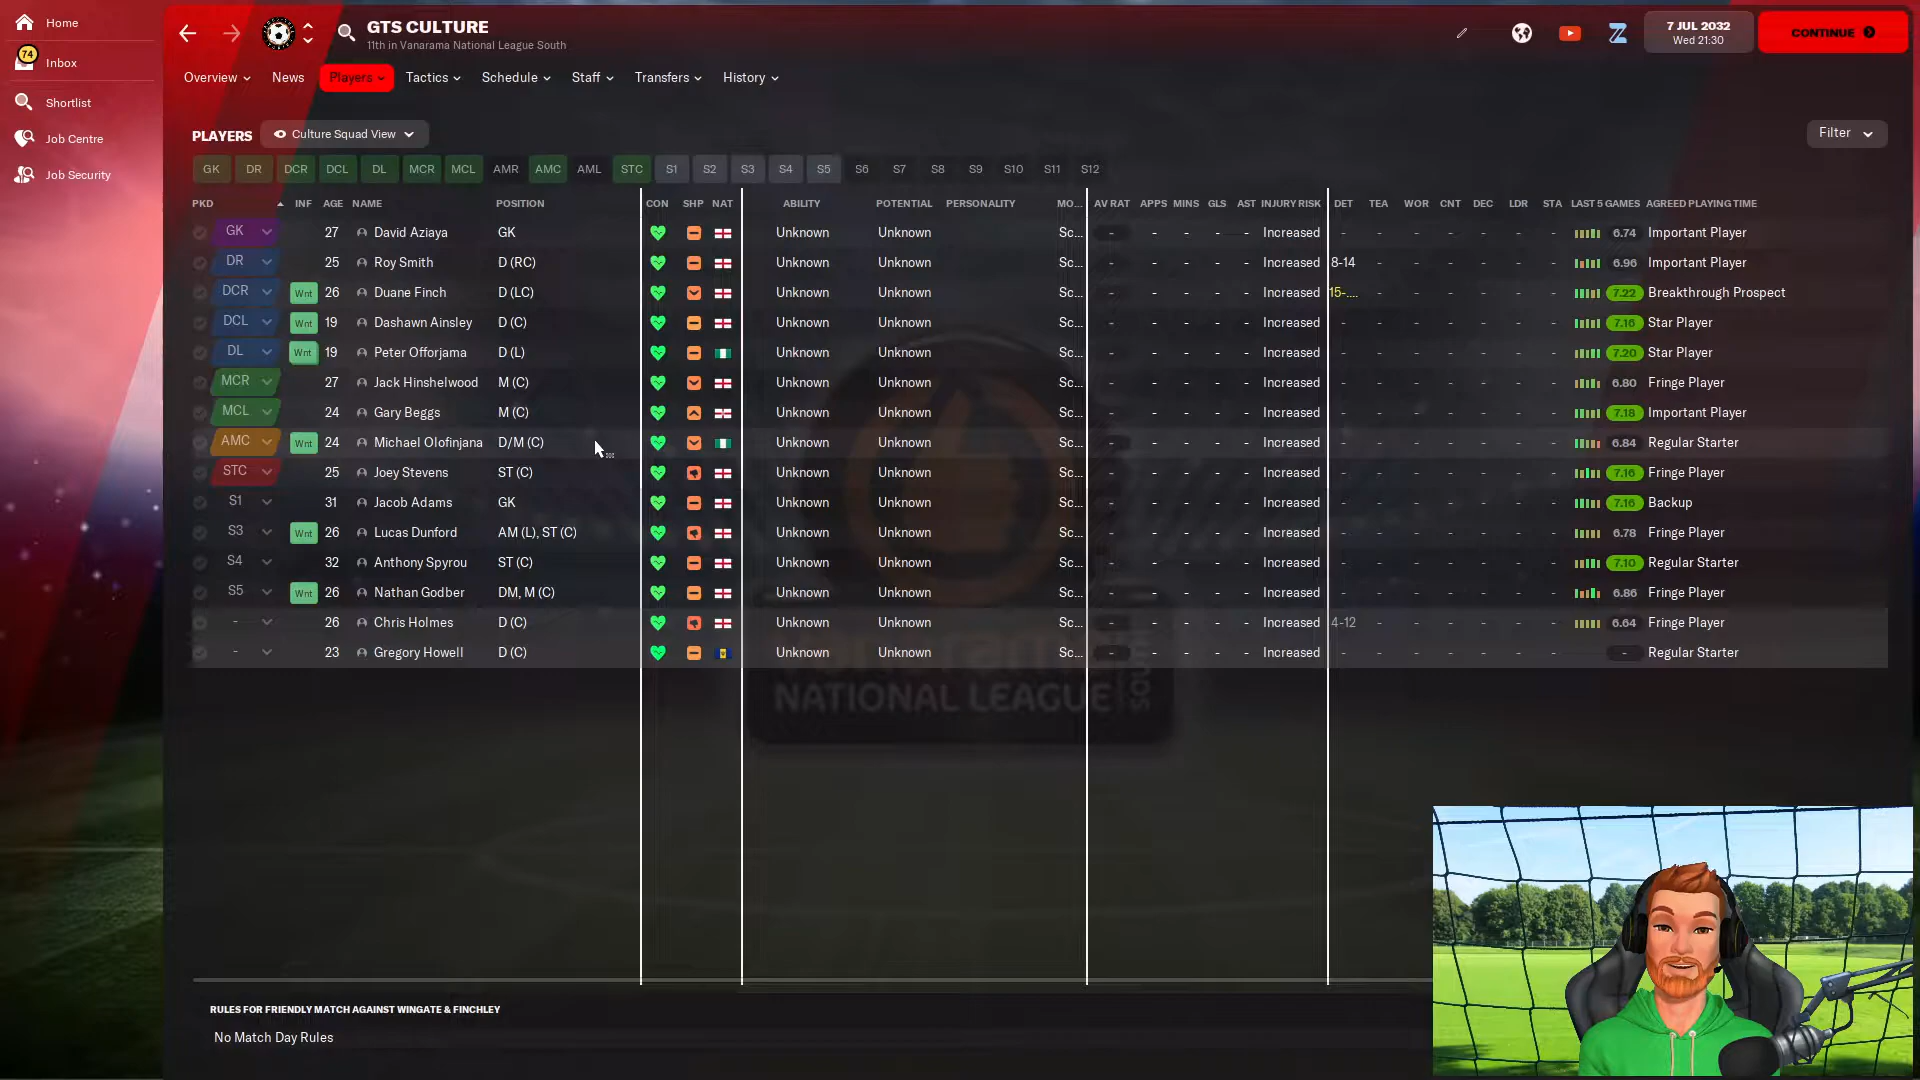 Home
74
Inbox
Shortlist
Job Centre
Job Security
GTS CULTURE
11th in Vanarama National League South
7 JUL 2032
Wed 21:30
CONTINUE
Overview News Players Tactics Schedule Staff Transfers History
PLAYERS Culture Squad View Filter
GK DR DCR DCL DL MCR MCL AMR AMC AML STC S1 S2 S3 S4 S5 S6 S7 S8 S9 S10 S11 S12
PKD INF AGE NAME POSITION CON SHP NAT ABILITY POTENTIAL PERSONALITY MO... AV RAT APPS MINS GLS AST INJURY RISK DET TEA WOR CNT DEC LDR STA LAST 5 GAMES AGREED PLAYING TIME
GK 27 David Aziaya GK Unknown Unknown Sc... - - - - - Increased - - - - - - - 6.74 Important Player
DR 25 Roy Smith D (RC) Unknown Unknown Sc... - - - - - Increased 8-14 - - - - - - 6.96 Important Player
DCR Wnt 26 Duane Finch D (LC) Unknown Unknown Sc... - - - - - Increased 15-.... - - - - - - 7.22 Breakthrough Prospect
DCL Wnt 19 Dashawn Ainsley D (C) Unknown Unknown Sc... - - - - - Increased - - - - - - - 7.16 Star Player
DL Wnt 19 Peter Offorjama D (L) Unknown Unknown Sc... - - - - - Increased - - - - - - - 7.20 Star Player
MCR 27 Jack Hinshelwood M (C) Unknown Unknown Sc... - - - - - Increased - - - - - - - 6.80 Fringe Player
MCL 24 Gary Beggs M (C) Unknown Unknown Sc... - - - - - Increased - - - - - - - 7.18 Important Player
AMC Wnt 24 Michael Olofinjana D/M (C) Unknown Unknown Sc... - - - - - Increased - - - - - - - 6.84 Regular Starter
STC 25 Joey Stevens ST (C) Unknown Unknown Sc... - - - - - Increased - - - - - - - 7.16 Fringe Player
S1 31 Jacob Adams GK Unknown Unknown Sc... - - - - - Increased - - - - - - - 7.16 Backup
S3 Wnt 26 Lucas Dunford AM (L), ST (C) Unknown Unknown Sc... - - - - - Increased - - - - - - - 6.78 Fringe Player
S4 32 Anthony Spyrou ST (C) Unknown Unknown Sc... - - - - - Increased - - - - - - - 7.10 Regular Starter
S5 Wnt 26 Nathan Godber DM, M (C) Unknown Unknown Sc... - - - - - Increased - - - - - - - 6.86 Fringe Player
- 26 Chris Holmes D (C) Unknown Unknown Sc... - - - - - Increased 4-12 - - - - - - 6.64 Fringe Player
- 23 Gregory Howell D (C) Unknown Unknown Sc... - - - - - Increased - - - - - - - - Regular Starter
NATIONAL LEAGUE SOUTH
RULES FOR FRIENDLY MATCH AGAINST WINGATE & FINCHLEY
No Match Day Rules